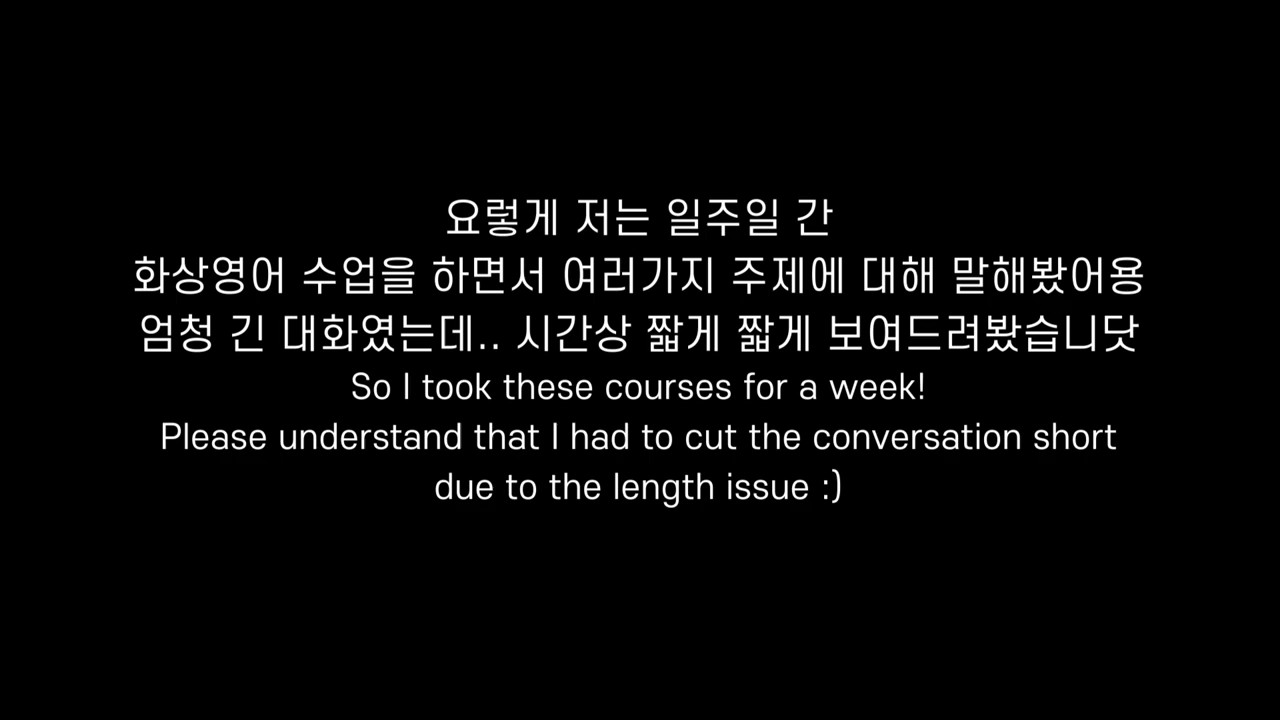 요렇게 저는 일주일 간
화상영어 수업을 하면서 여러가지 주제에 대해 말해봤어용
엄청 긴 대화였는데.. 시간상 짧게 짧게 보여드려봤습니닷
So I took these courses for a week!
Please understand that I had to cut the conversation short
due to the length issue :)